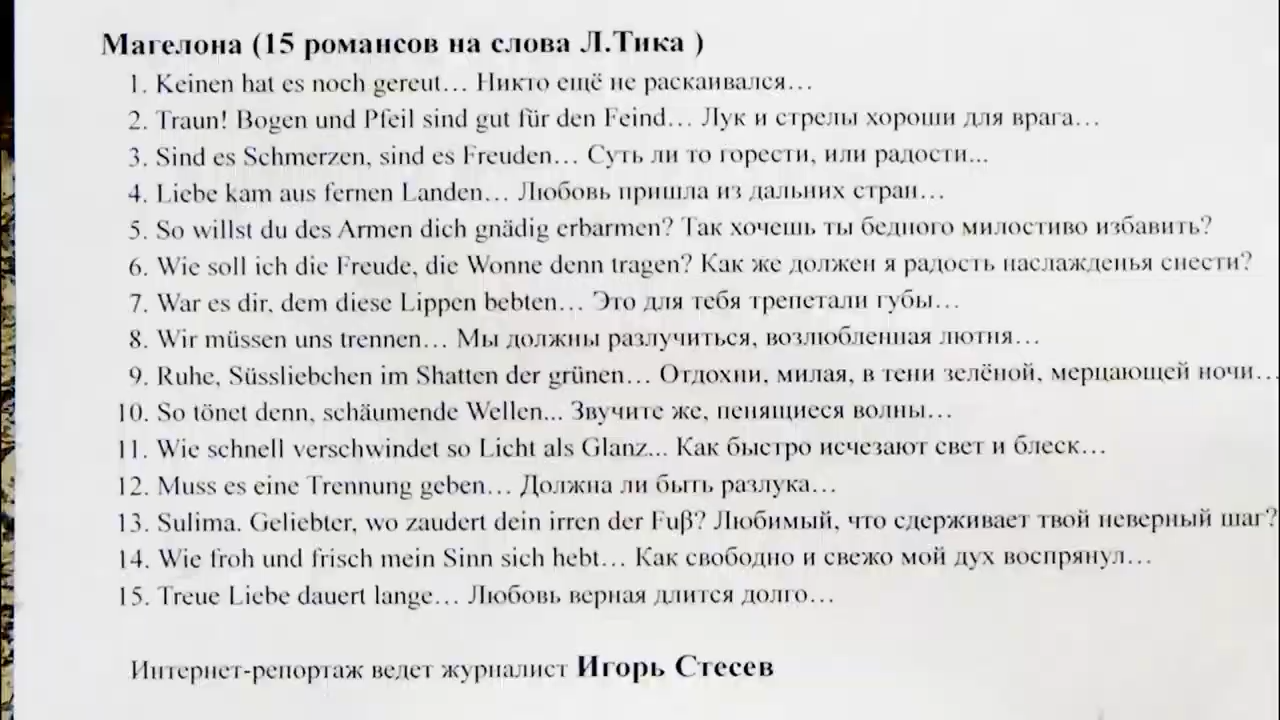 Магелона (15 романсов на слова Л.Тика )
1. Keinen hat es noch gereut… Никто ещё не раскаивался…
2. Traun! Bogen und Pfeil sind gut für den Feind… Лук и стрелы хороши для врага…
3. Sind es Schmerzen, sind es Freuden… Суть ли то горести, или радости...
4. Liebe kam aus fernen Landen… Любовь пришла из дальних стран…
5. So willst du des Armen dich gnädig erbarmen? Так хочешь ты бедного милостиво избавить?
6. Wie soll ich die Freude, die Wonne denn tragen? Как же должен я радость наслажденья снести?
7. War es dir, dem diese Lippen bebten… Это для тебя трепетали губы…
8. Wir müssen uns trennen… Мы должны разлучиться, возлюбленная лютня…
9. Ruhe, Süssliebchen im Shatten der grünen… Отдохни, милая, в тени зелёной, мерцающей ночи…
10. So tönet denn, schäumende Wellen... Звучите же, пенящиеся волны…
11. Wie schnell verschwindet so Licht als Glanz... Как быстро исчезают свет и блеск…
12. Muss es eine Trennung geben… Должна ли быть разлука…
13. Sulima. Geliebter, wo zaudert dein irren der Fuβ? Любимый, что сдерживает твой неверный шаг?
14. Wie froh und frisch mein Sinn sich hebt… Как свободно и свежо мой дух воспрянул…
15. Treue Liebe dauert lange… Любовь верная длится долго…
Интернет-репортаж ведет журналист Игорь Стесев